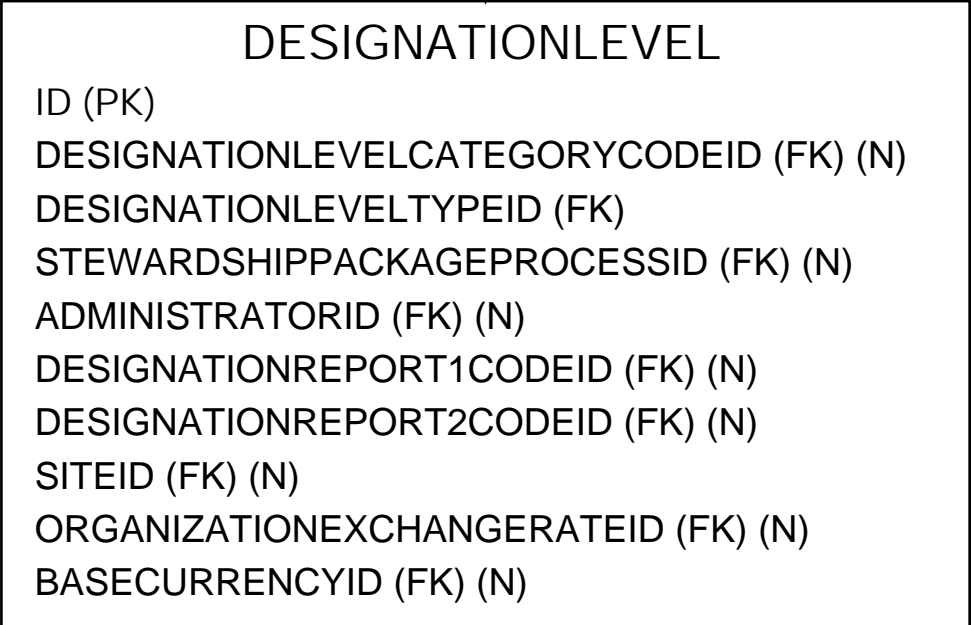 DESIGNATIONLEVEL
ID (PK)
DESIGNATIONLEVELCATEGORYCODEID (FK) (N)
DESIGNATIONLEVELTYPEID (FK)
STEWARDSHIPPACKAGEPROCESSID (FK) (N)
ADMINISTRATORID (FK) (N)
DESIGNATIONREPORT1CODEID (FK) (N)
DESIGNATIONREPORT2CODEID (FK) (N)
SITEID (FK) (N)
ORGANIZATIONEXCHANGERATEID (FK) (N)
BASECURRENCYID (FK) (N)